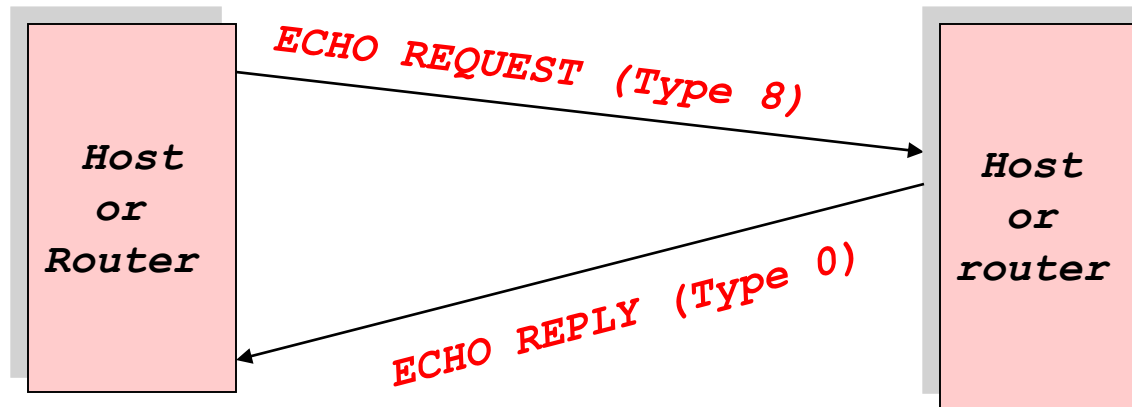 ECHO REQUEST (Type 8)
Host
or
Router
Host
or
router
ECHO REPLY (Type 0)